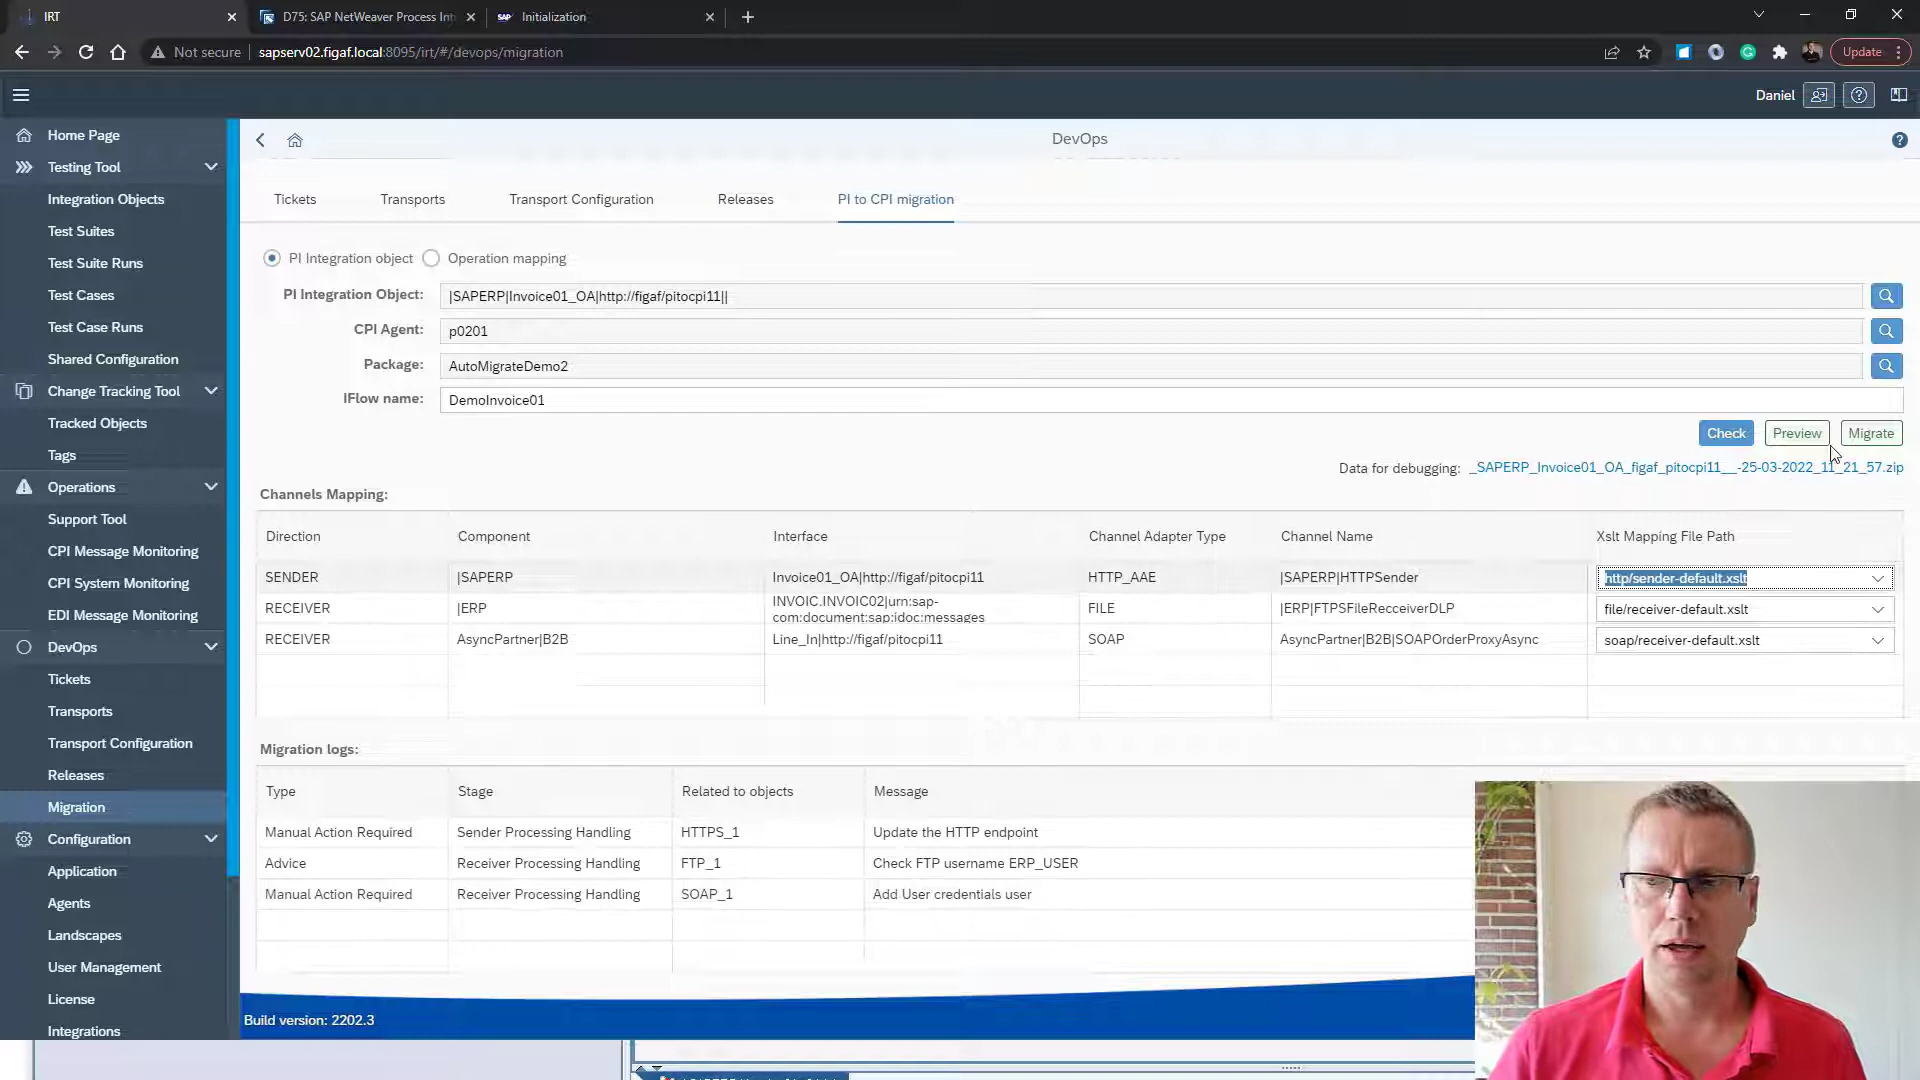 IRT
D75: SAP NetWeaver Process Int
SAP Initialization
Not secure sapserv02.figaf.local:8095/irt/#/devops/migration
Update
Daniel
Home Page
Testing Tool
Integration Objects
Test Suites
Test Suite Runs
Test Cases
Test Case Runs
Shared Configuration
Change Tracking Tool
Tracked Objects
Tags
Operations
Support Tool
CPI Message Monitoring
CPI System Monitoring
EDI Message Monitoring
DevOps
Tickets
Transports
Transport Configuration
Releases
Migration
Configuration
Application
Agents
Landscapes
User Management
License
Integrations
DevOps
Tickets Transports Transport Configuration Releases PI to CPI migration
PI Integration object Operation mapping
PI Integration Object: |SAPERP|Invoice01_OA|http://figaf/pitocpi11||
CPI Agent: p0201
Package: AutoMigrateDemo2
IFlow name: DemoInvoice01
Check Preview Migrate
Data for debugging: _SAPERP_Invoice01_OA_figaf_pitocpi11__-25-03-2022_11_21_57.zip
Channels Mapping:
Direction Component Interface Channel Adapter Type Channel Name Xslt Mapping File Path
SENDER |SAPERP Invoice01_OA|http://figaf/pitocpi11 HTTP_AAE |SAPERP|HTTPSender http/sender-default.xslt
RECEIVER |ERP INVOIC.INVOIC02|urn:sap-
com:document:sap:idoc:messages FILE |ERP|FTPSFileRecceiverDLP file/receiver-default.xslt
RECEIVER AsyncPartner|B2B Line_In|http://figaf/pitocpi11 SOAP AsyncPartner|B2B|SOAPOrderProxyAsync soap/receiver-default.xslt
Migration logs:
Type Stage Related to objects Message
Manual Action Required Sender Processing Handling HTTPS_1 Update the HTTP endpoint
Advice Receiver Processing Handling FTP_1 Check FTP username ERP_USER
Manual Action Required Receiver Processing Handling SOAP_1 Add User credentials user
Build version: 2202.3